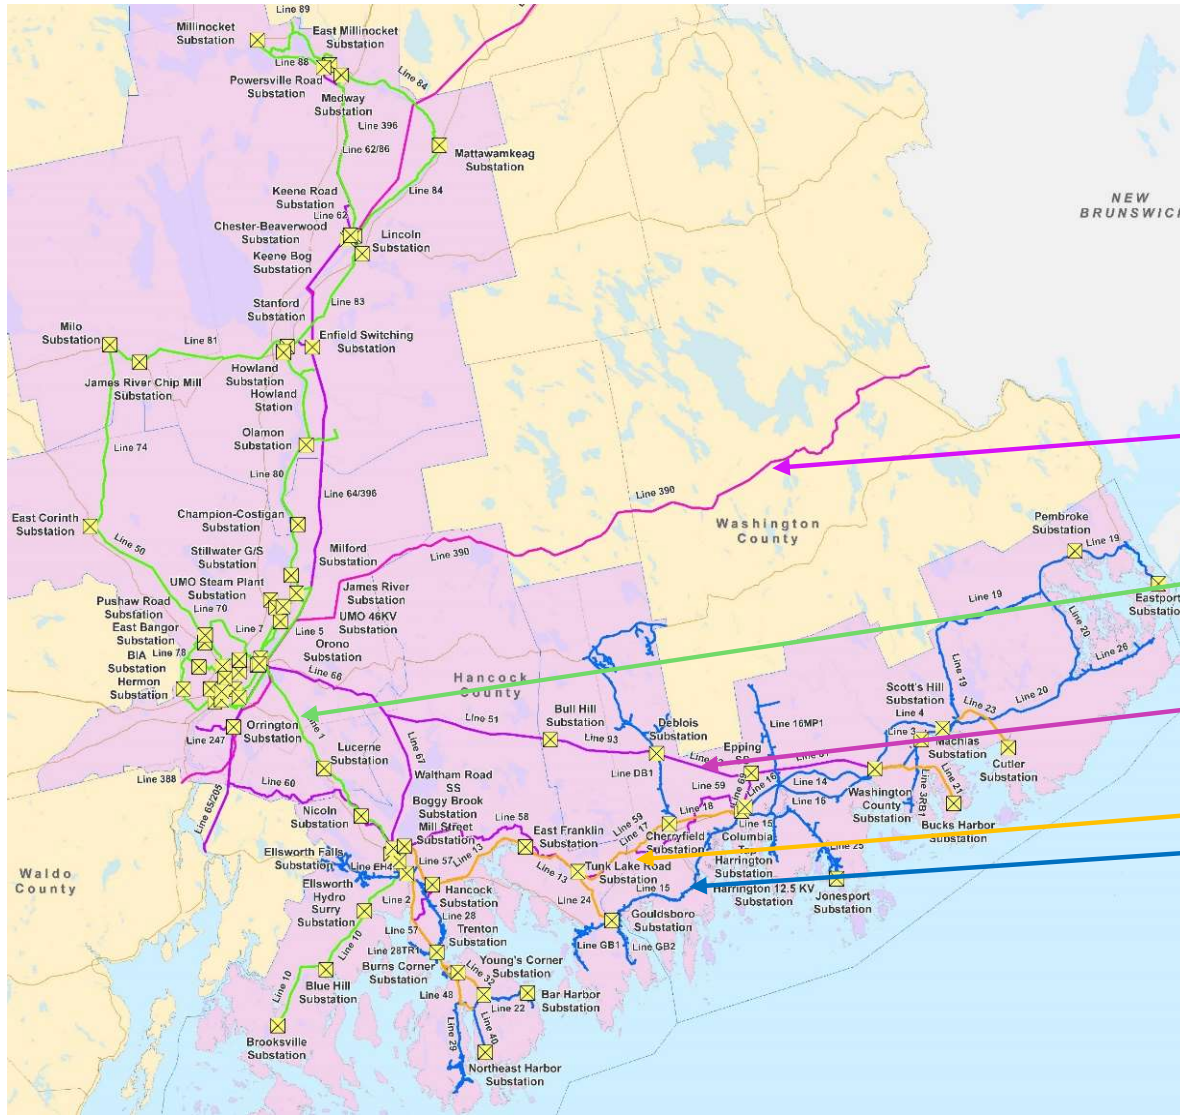 Line 89
Millinocket
Substation
East Millinocket
Substation
Line 88
Line 84
Powersville Road
Substation
Medway
Substation
Line 396
Line 62/86
Mattawamkeag
Substation
Line 84
Keene Road
Substation
Line 62
Chester-Beaverwood
Substation
Lincoln
Substation
Keene Bog
Substation
NEW
BRUNSWICK
Line 83
Stanford
Substation
Milo
Substation
Line 81
Enfield Switching
Substation
James River Chip Mill
Substation
Howland
Substation
Howland
Station
Olamon
Substation
Line 74
Line 80
Line 64/396
Line 390
East Corinth
Substation
Champion-Costigan
Substation
Washington
County
Pembroke
Substation
Line 50
Line 19
Stillwater G/S
Substation
Milford
Substation
Line 390
UMO Steam Plant
Substation
James River
Substation
Eastport
Substation
Pushaw Road
Substation
Line 70
UMO 46KV
Substation
Line 19
East Bangor
Substation
Line 7
Line 5
Line 20
Orono
Substation
Line 78
BIA
Substation
Line 66
Line 26
Hermon
Substation
Hancock
County
Line 19
Scott's Hill
Substation
Line 20
Bull Hill
Substation
Line 51
Line 93
Deblois
Substation
Line 16MP1
Line 4
Line 23
Orrington
Substation
Line 1
Line 3
Machias
Substation
Line 247
Lucerne
Substation
Line 67
Epping
SS
Cutler
Substation
Line 388
Line 60
Waltham Road
SS
Line DB1
Line 59
Line 69
Line 16
Line 14
Washington
County
Substation
Line 3RB1
Line 21
Line 65/205
Nicolin
Substation
Boggy Brook
Substation
Line 58
Line 59
Line 18
Line 16
Bucks Harbor
Substation
Mill Street
Substation
East Franklin
Substation
Line 17
Cherryfield
Substation
Line 15
Columbia
Ellsworth Falls
Substation
Line EH4
Line 57
Line 13
Line 25
Waldo
County
Tunk Lake Road
Substation
Harrington
Substation
Ellsworth
Hydro
Line 2
Hancock
Substation
Line 13
Line 15
Harrington 12.5 KV
Substation
Jonesport
Substation
Surry
Substation
Line 24
Line 28
Gouldsboro
Substation
Line 57
Trenton
Substation
Line 10
Line 28TR1
Line GB1
Line GB2
Burns Corner
Substation
Young's Corner
Substation
Line 10
Blue Hill
Substation
Line 32
Line 48
Line 22
Bar Harbor
Substation
Brooksville
Substation
Line 29
Line 40
Northeast Harbor
Substation